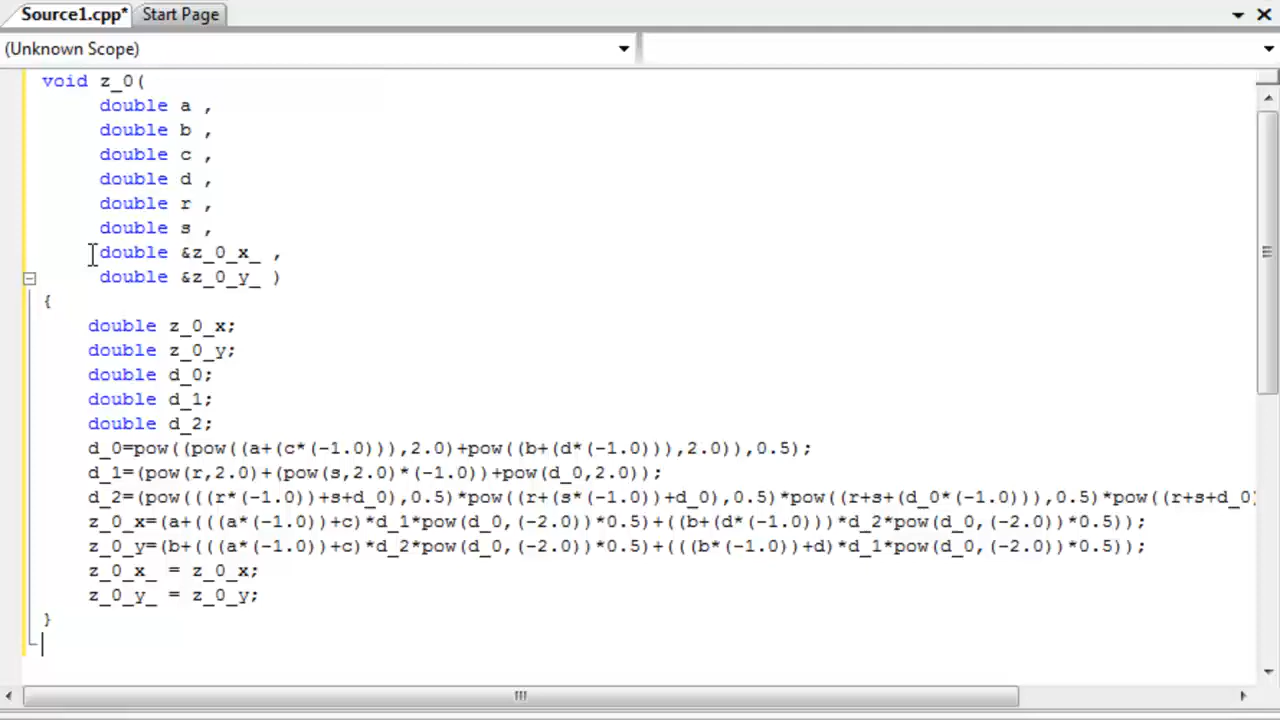 Source1.cpp* Start Page
(Unknown Scope)
void z_0(
double a ,
double b ,
double c ,
double d ,
double r ,
double s ,
double &z_0_x_ ,
double &z_0_y_ )
{
double z_0_x;
double z_0_y;
double d_0;
double d_1;
double d_2;
d_0=pow((pow((a+(c*(-1.0))),2.0)+pow((b+(d*(-1.0))),2.0)),0.5);
d_1=(pow(r,2.0)+(pow(s,2.0)*(-1.0))+pow(d_0,2.0));
d_2=(pow(((r*(-1.0))+s+d_0),0.5)*pow((r+(s*(-1.0))+d_0),0.5)*pow((r+s+(d_0*(-1.0))),0.5)*pow((r+s+d_0)
z_0_x=(a+(((a*(-1.0))+c)*d_1*pow(d_0,(-2.0))*0.5)+((b+(d*(-1.0)))*d_2*pow(d_0,(-2.0))*0.5));
z_0_y=(b+(((a*(-1.0))+c)*d_2*pow(d_0,(-2.0))*0.5)+(((b*(-1.0))+d)*d_1*pow(d_0,(-2.0))*0.5));
z_0_x_ = z_0_x;
z_0_y_ = z_0_y;
}